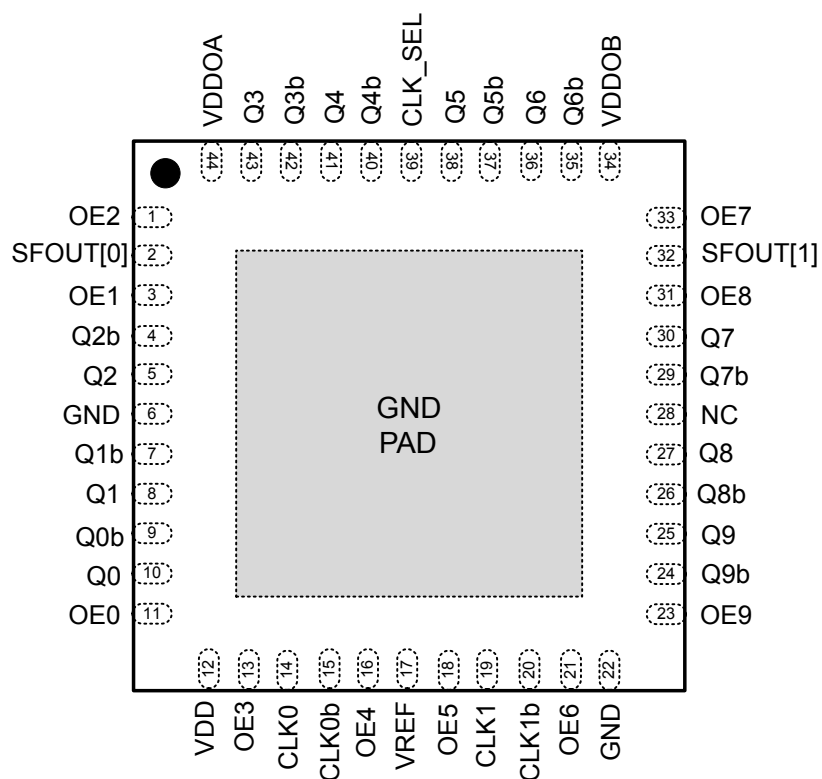 VDDOA
Q3
Q3b
Q4
Q4b
CLK_SEL
Q5
Q5b
Q6
Q6b
VDDOB
44
43
42
41
40
39
38
37
36
35
34
OE2 1
SFOUT[0] 2
OE1 3
Q2b 4
Q2 5
GND 6
Q1b 7
Q1 8
Q0b 9
Q0 10
OE0 11
GND
PAD
33 OE7
32 SFOUT[1]
31 OE8
30 Q7
29 Q7b
28 NC
27 Q8
26 Q8b
25 Q9
24 Q9b
23 OE9
12
13
14
15
16
17
18
19
20
21
22
VDD
OE3
CLK0
CLK0b
OE4
VREF
OE5
CLK1
CLK1b
OE6
GND